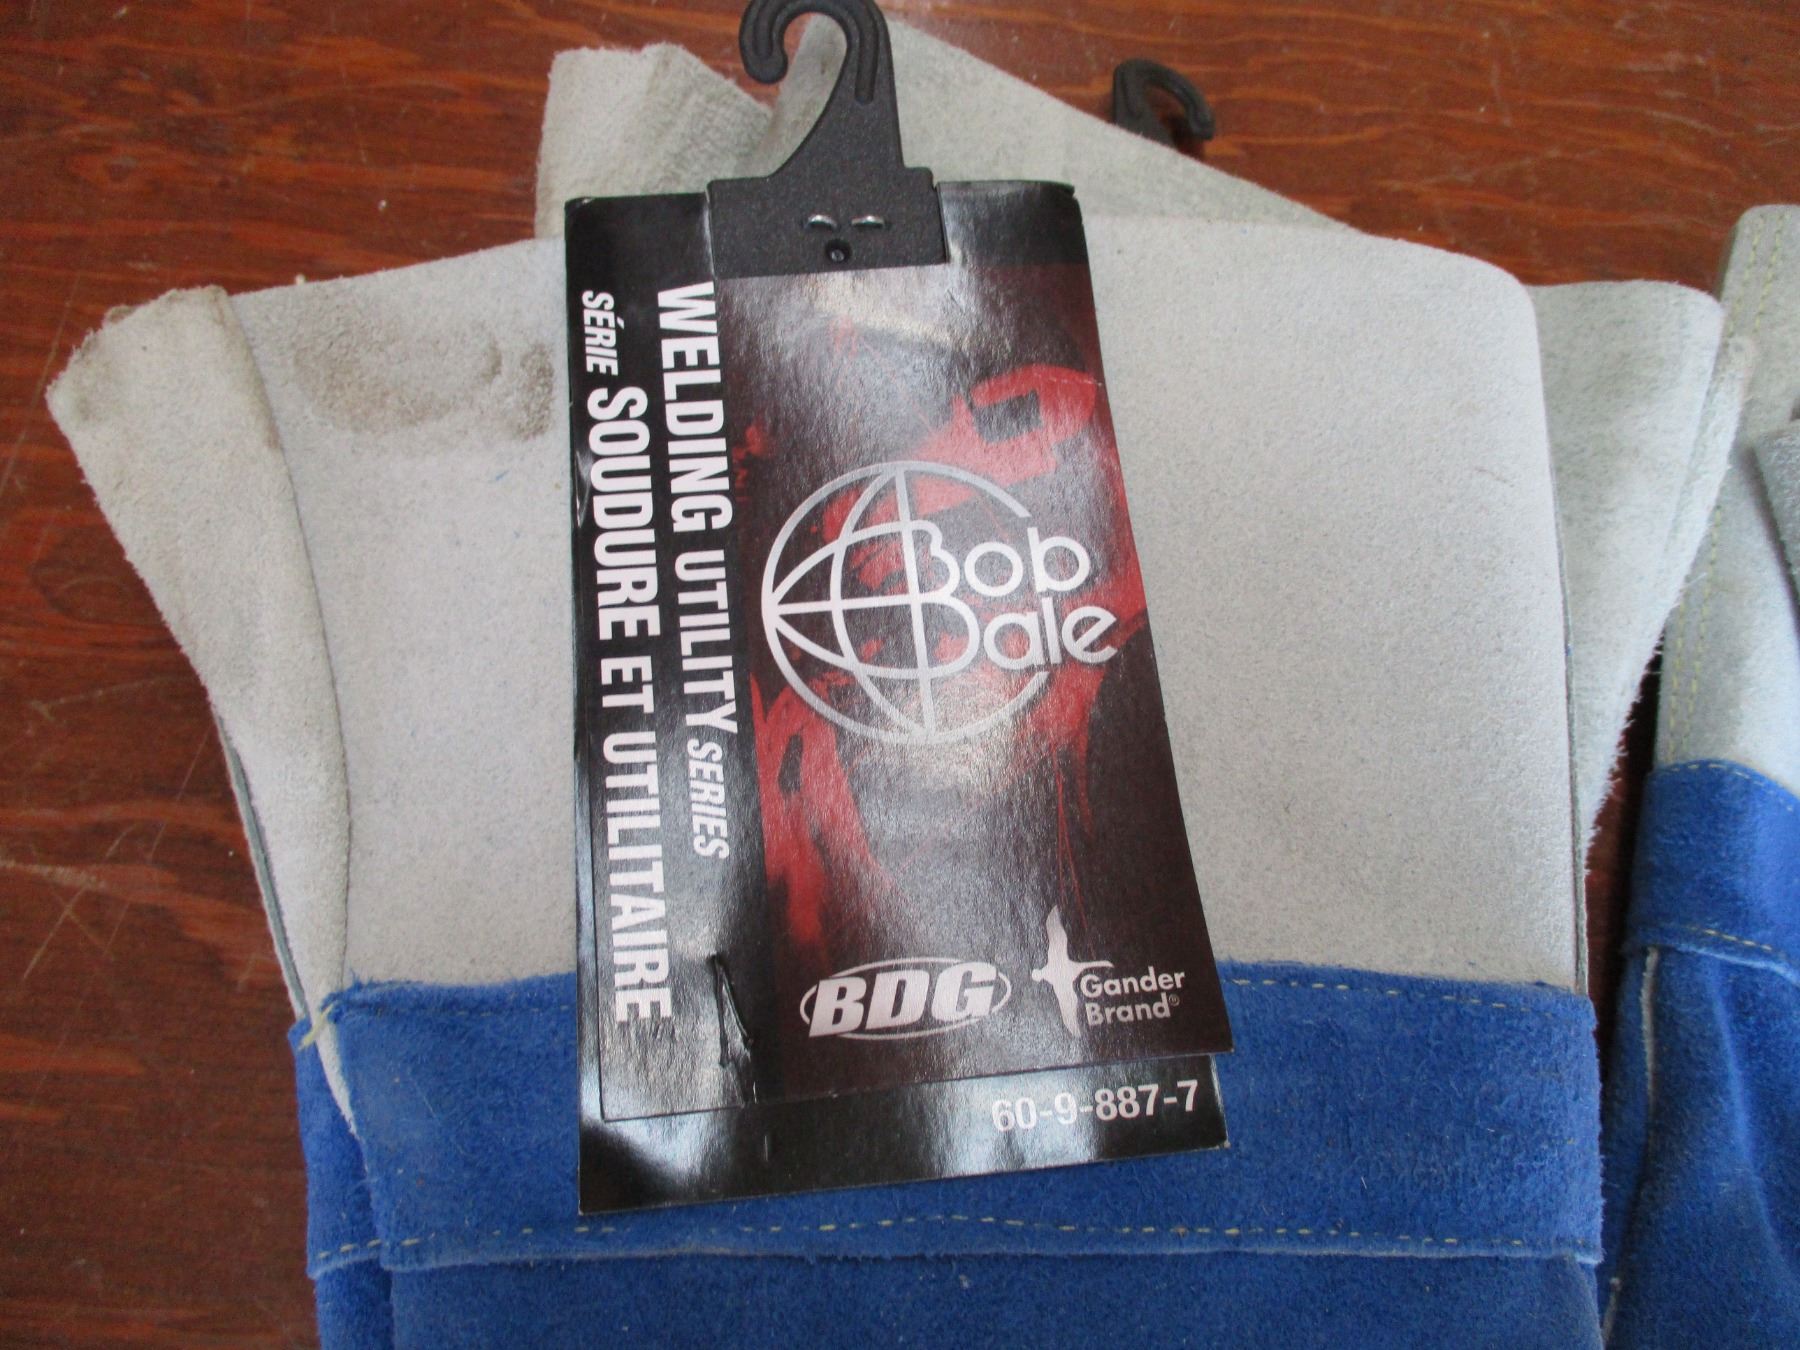 WELDING UTILITY SERIES
SÉRIE SOUDURE ET UTILITAIRE
Bob
Dale
BDG
Gander
Brand®
60-9-887-7